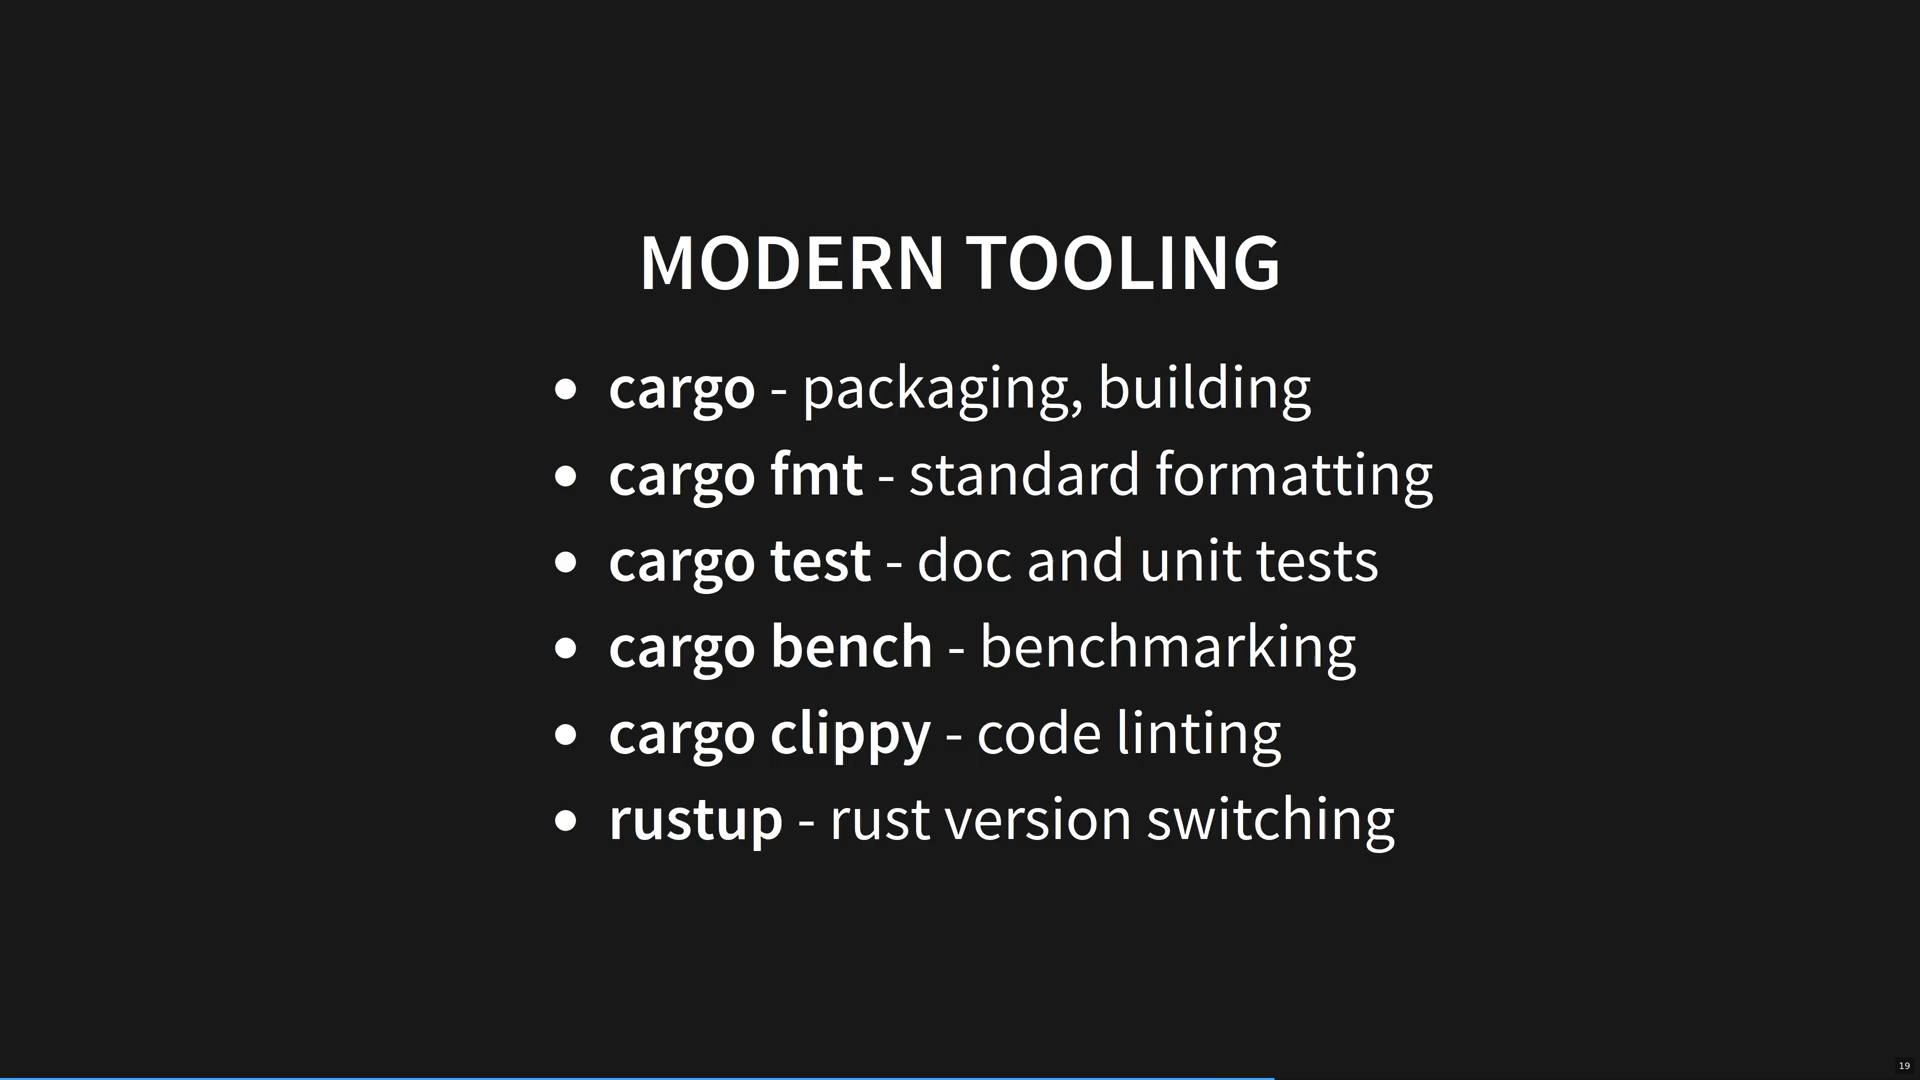 MODERN TOOLING
• cargo - packaging, building
• cargo fmt - standard formatting
• cargo test - doc and unit tests
• cargo bench - benchmarking
• cargo clippy - code linting
• rustup - rust version switching
19